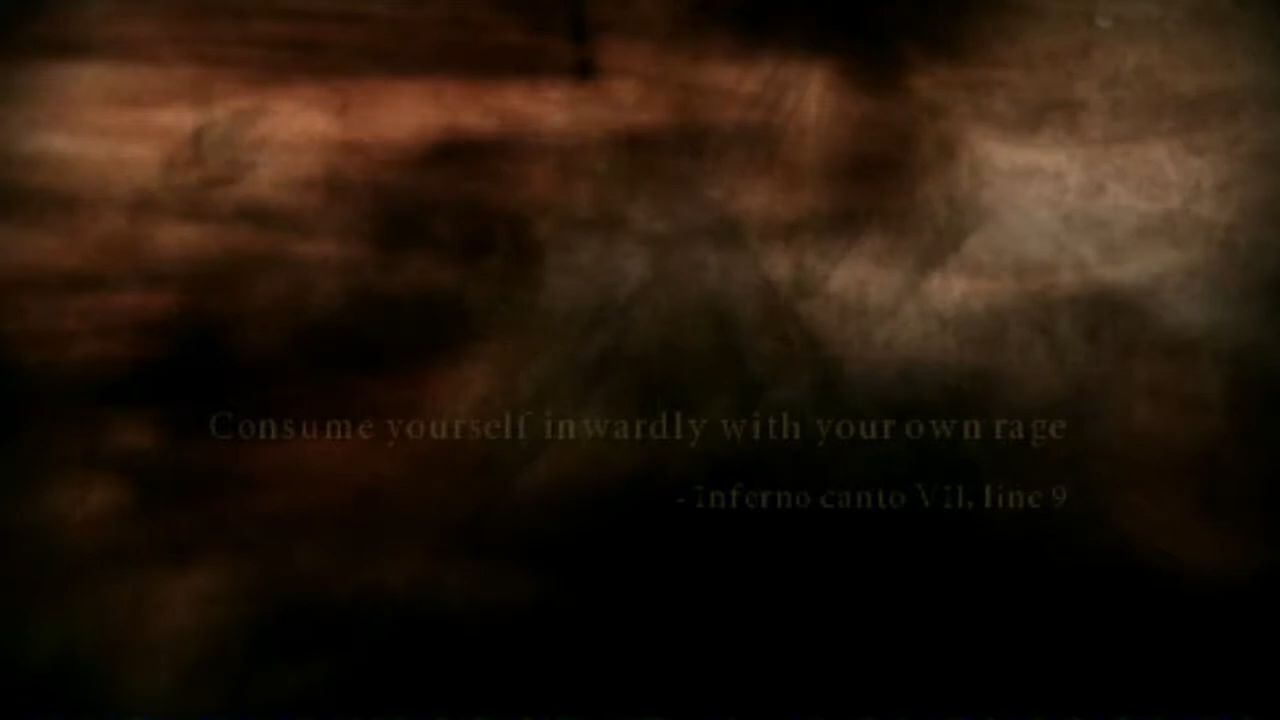 Consume yourself inwardly with your own rage
- Inferno canto VII, line 9